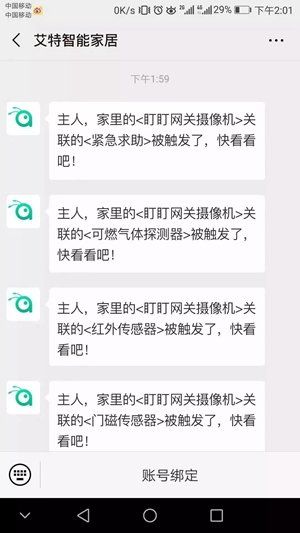 中国移动
中国移动
0K/s
29%
下午2:01
艾特智能家居
下午1:59
主人，家里的<盯盯网关摄像机>关
联的<紧急求助>被触发了，快看看
吧！
主人，家里的<盯盯网关摄像机>关
联的<可燃气体探测器>被触发了，
快看看吧！
主人，家里的<盯盯网关摄像机>关
联的<红外传感器>被触发了，快看
看吧！
主人，家里的<盯盯网关摄像机>关
联的<门磁传感器>被触发了，快看
看吧！
账号绑定